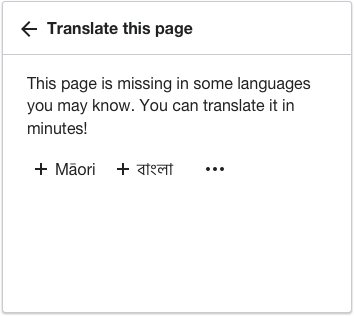 Translate this page
This page is missing in some languages
you may know. You can translate it in
minutes!
+ Māori + বাংলা ...